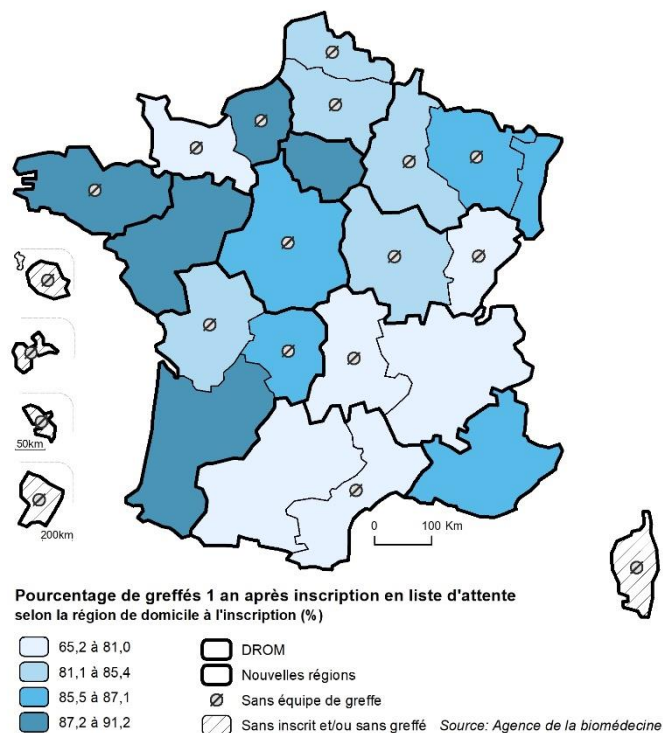 50km
200km
0 100 Km
Pourcentage de greffés 1 an après inscription en liste d'attente
selon la région de domicile à l'inscription (%)
65,2 à 81,0
81,1 à 85,4
85,5 à 87,1
87,2 à 91,2
DROM
Nouvelles régions
Sans équipe de greffe
Sans inscrit et/ou sans greffé
Source: Agence de la biomédecine